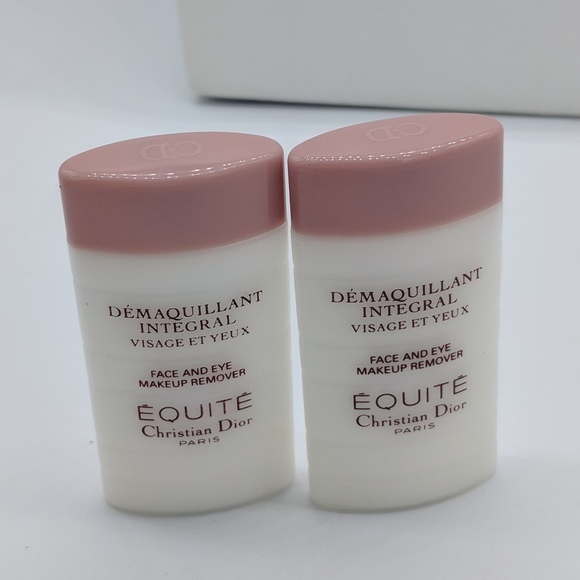 DÉMAQUILLANT
INTEGRAL
VISAGE ET YEUX
FACE AND EYE
MAKEUP REMOVER
ÉQUITÉ
Christian Dior
PARIS
DÉMAQUILLANT
INTÉGRAL
VISAGE ET YEUX
FACE AND EYE
MAKEUP REMOVER
ÉQUITÉ
Christian Dior
PARIS